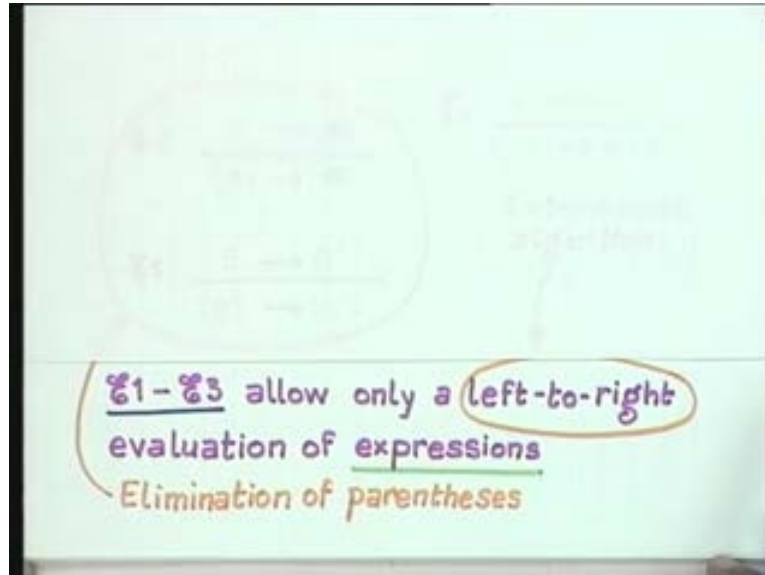 ℰ1 - ℰ3 allow only a left-to-right
evaluation of expressions
Elimination of parentheses